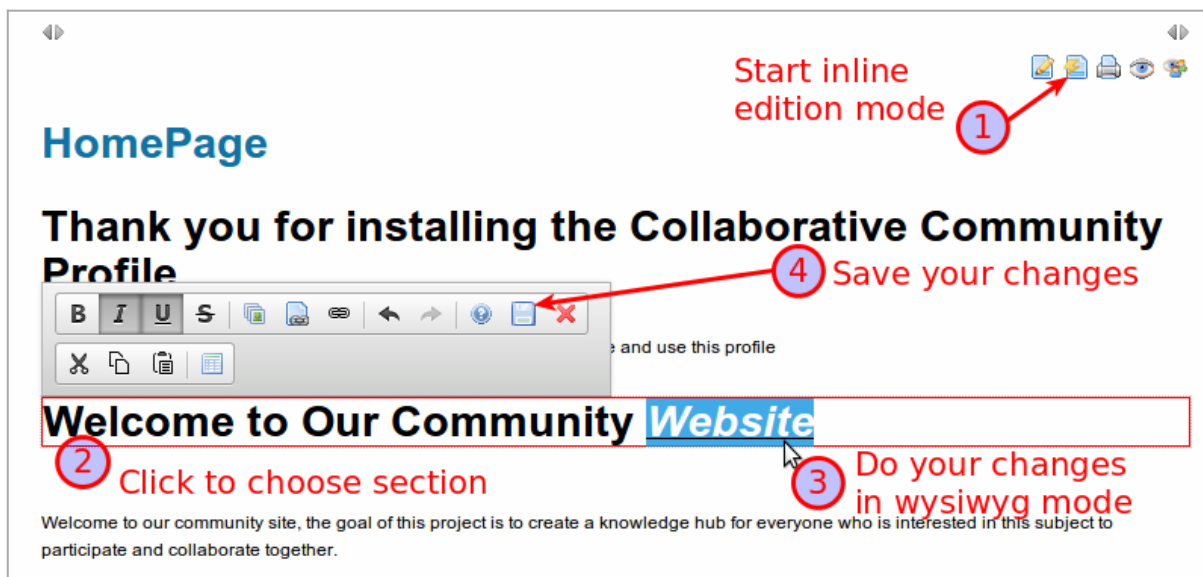 Start inline
edition mode
1
HomePage
Thank you for installing the Collaborative Community
Profile
4 Save your changes
B I U S
and use this profile
Welcome to Our Community Website
2
Click to choose section
3
Do your changes
in wysiwyg mode
Welcome to our community site, the goal of this project is to create a knowledge hub for everyone who is interested in this subject to
participate and collaborate together.